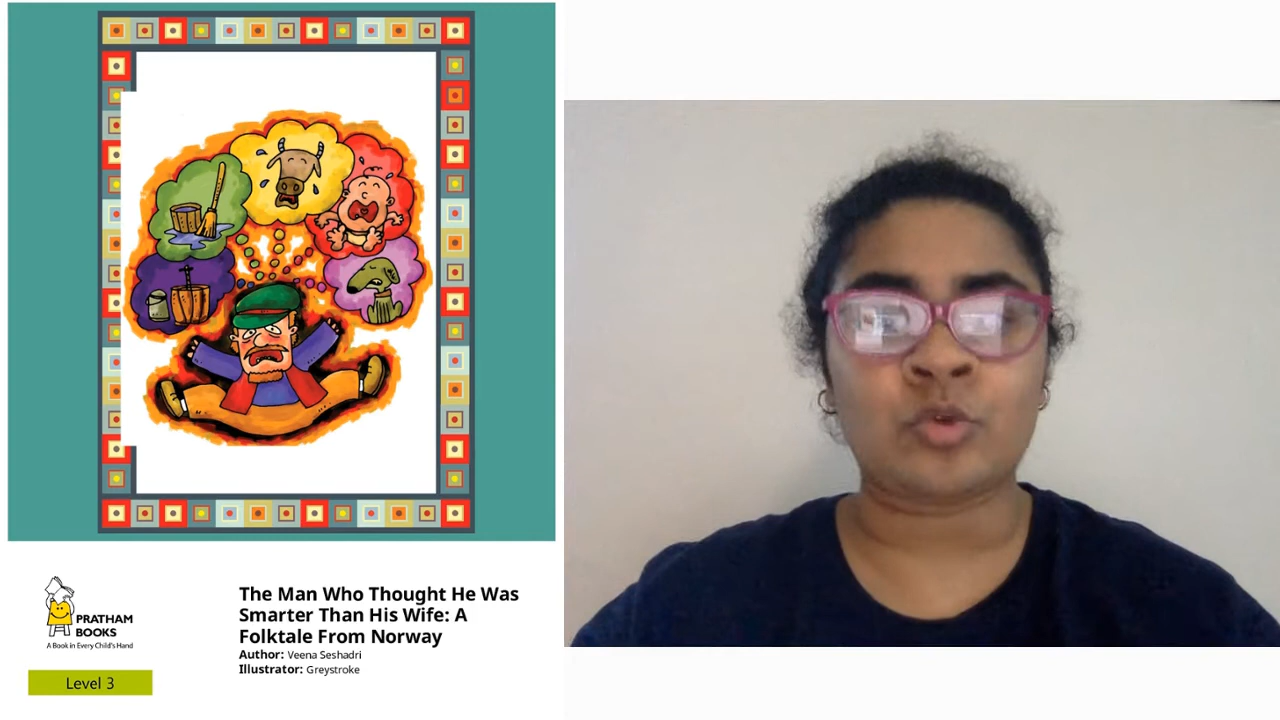 PRATHAM
BOOKS
A Book in Every Child's Hand
Level 3
The Man Who Thought He Was
Smarter Than His Wife: A
Folktale From Norway
Author: Veena Seshadri
Illustrator: Greystroke